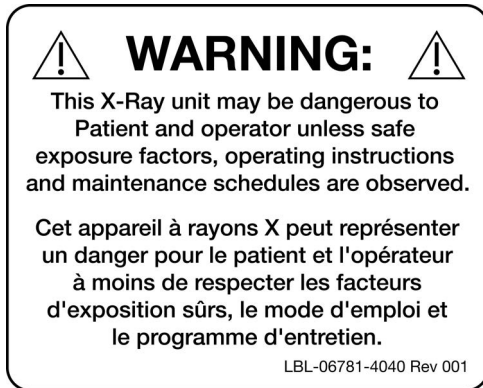 WARNING:
This X-Ray unit may be dangerous to
Patient and operator unless safe
exposure factors, operating instructions
and maintenance schedules are observed.
Cet appareil à rayons X peut représenter
un danger pour le patient et l'opérateur
à moins de respecter les facteurs
d'exposition sûrs, le mode d'emploi et
le programme d'entretien.
LBL-06781-4040 Rev 001